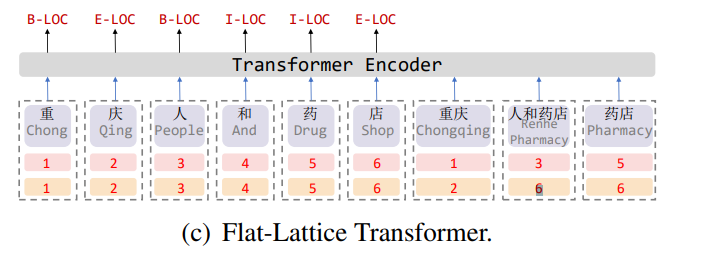 B-LOC E-LOC B-LOC I-LOC I-LOC E-LOC
Transformer Encoder
重 庆 人 和 药 店 重庆 人和药店 药店
Chong Qing People And Drug Shop Chongqing Renhe Pharmacy Pharmacy
1 2 3 4 5 6 1 3 5
1 2 3 4 5 6 2 6 6
(c) Flat-Lattice Transformer.